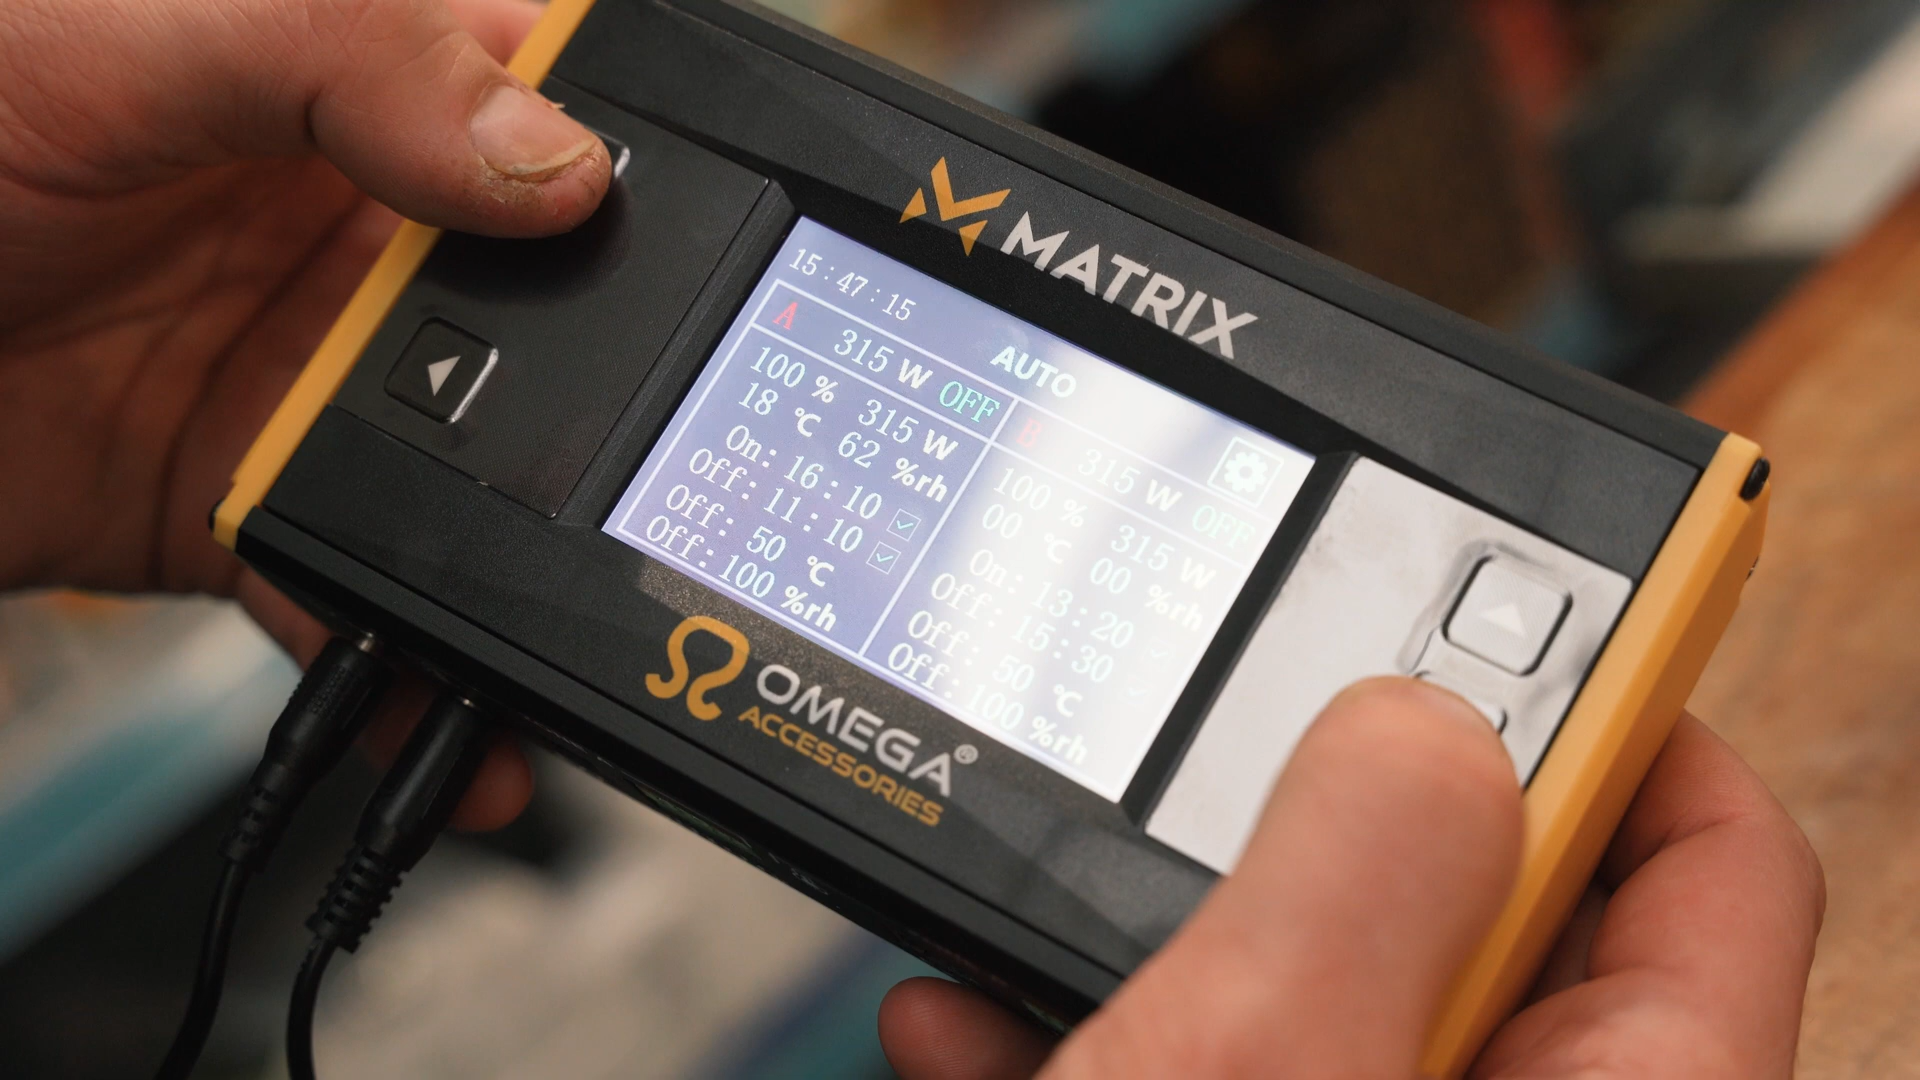 MATRIX
15:47:15
AUTO
A 315 W OFF
100 % 315 W
18 ℃ 62 %rh
On: 16:10
Off: 11:10
Off: 50 ℃
Off: 100 %rh
B 315 W OFF
100 % 315 W
00 ℃ 00 %rh
On: 13:20
Off: 15:30
Off: 50 ℃
Off: 100 %rh
OMEGA®
ACCESSORIES